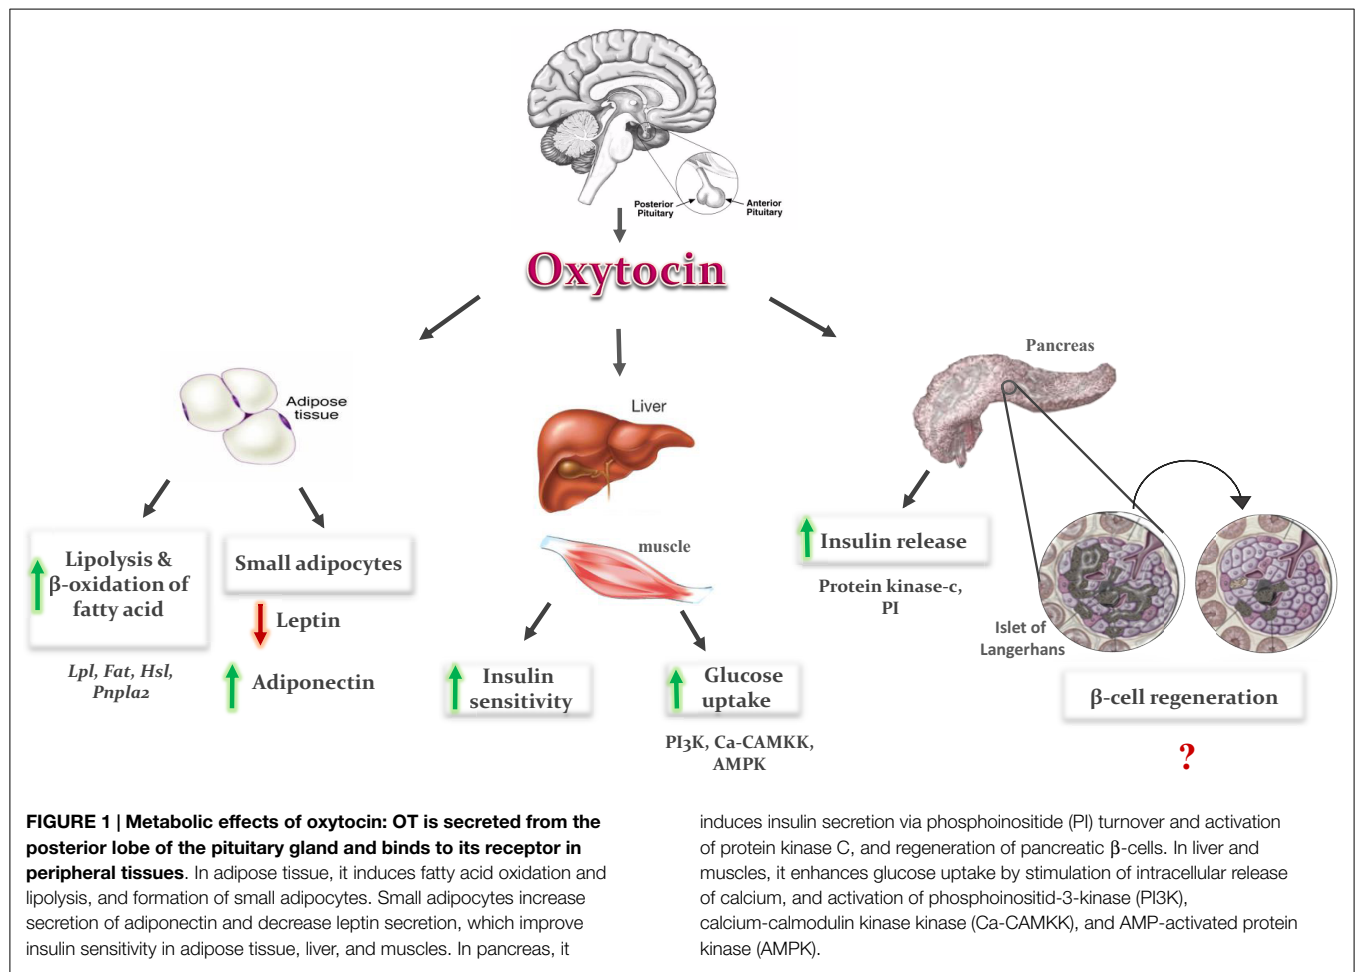 Posterior
Pituitary
Anterior
Pituitary
Oxytocin
Adipose
tissue
Lipolysis &
β-oxidation of
fatty acid
Lpl, Fat, Hsl,
Pnpla2
Small adipocytes
Leptin
Adiponectin
Liver
muscle
Insulin
sensitivity
Glucose
uptake
PI3K, Ca-CAMKK,
AMPK
Pancreas
Insulin release
Protein kinase-c,
PI
Islet of
Langerhans
β-cell regeneration
?
FIGURE 1 | Metabolic effects of oxytocin: OT is secreted from the
posterior lobe of the pituitary gland and binds to its receptor in
peripheral tissues. In adipose tissue, it induces fatty acid oxidation and
lipolysis, and formation of small adipocytes. Small adipocytes increase
secretion of adiponectin and decrease leptin secretion, which improve
insulin sensitivity in adipose tissue, liver, and muscles. In pancreas, it
induces insulin secretion via phosphoinositide (PI) turnover and activation
of protein kinase C, and regeneration of pancreatic β-cells. In liver and
muscles, it enhances glucose uptake by stimulation of intracellular release
of calcium, and activation of phosphoinositid-3-kinase (PI3K),
calcium-calmodulin kinase kinase (Ca-CAMKK), and AMP-activated protein
kinase (AMPK).